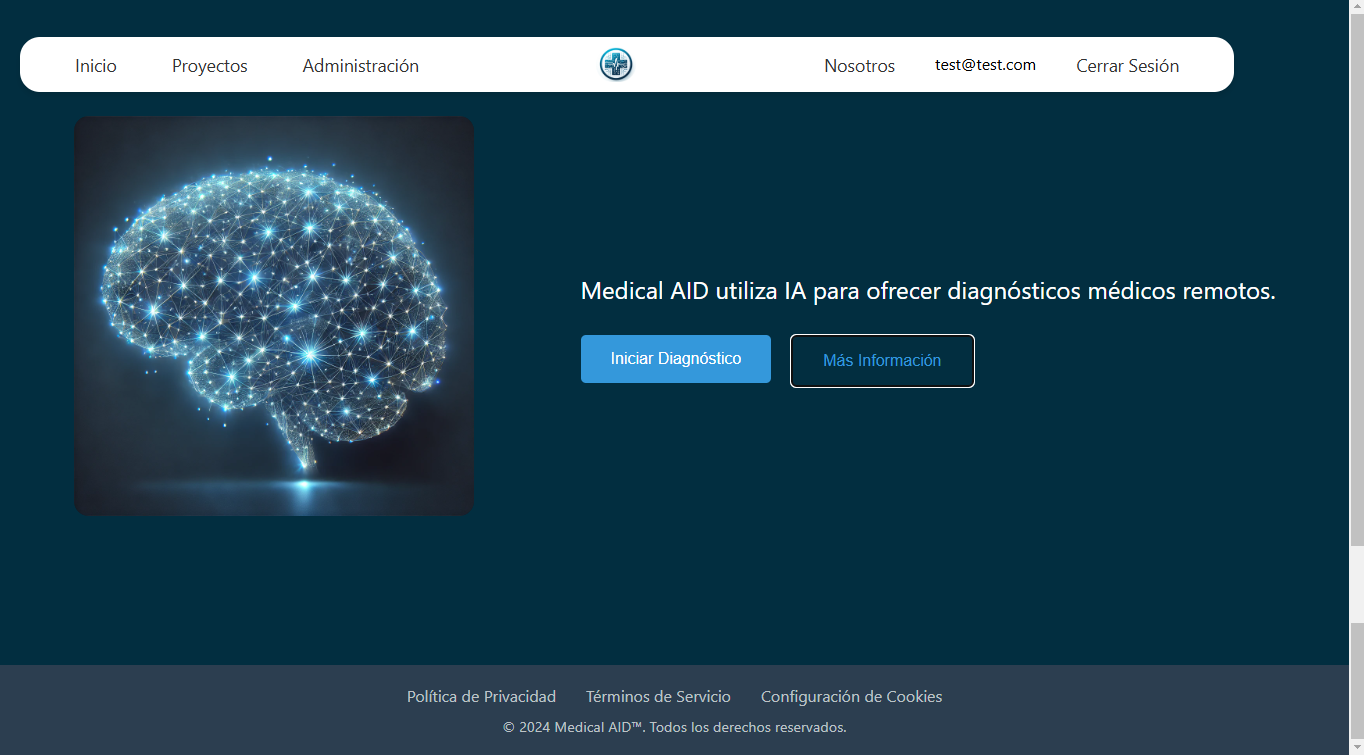 Inicio Proyectos Administración Nosotros test@test.com Cerrar Sesión
Medical AID utiliza IA para ofrecer diagnósticos médicos remotos.
Iniciar Diagnóstico Más Información
Política de Privacidad Términos de Servicio Configuración de Cookies
© 2024 Medical AID™. Todos los derechos reservados.